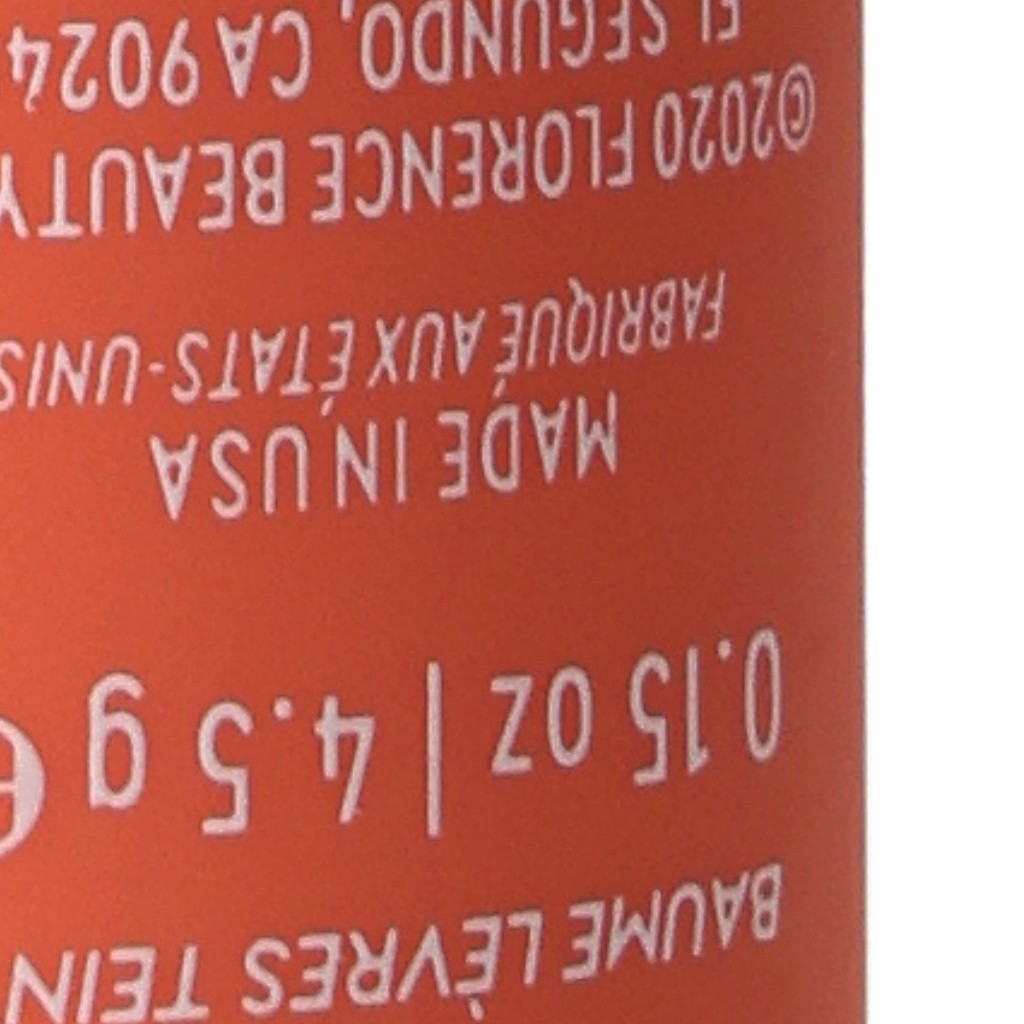 BAUME LÈVRES TEIN
0.15 oz | 4.5 g e
MADE IN USA
FABRIQUÉ AUX ÉTATS-UNIS
©2020 FLORENCE BEAUTY
EL SEGUNDO, CA 9024